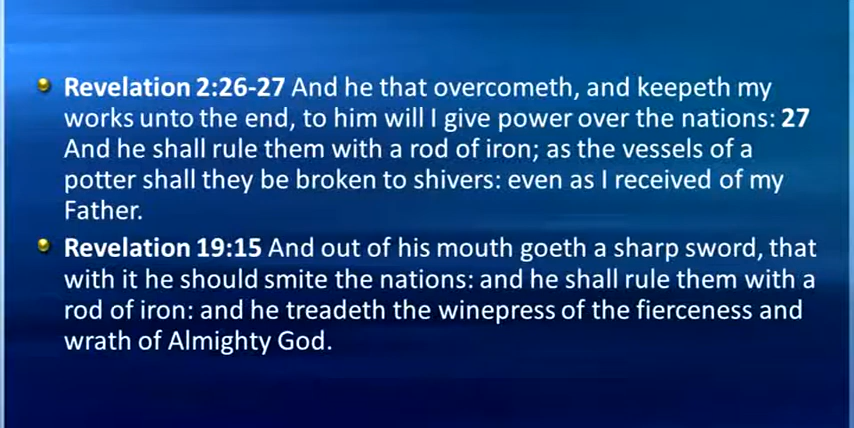 Revelation 2:26-27 And he that overcometh, and keepeth my
works unto the end, to him will I give power over the nations: 27
And he shall rule them with a rod of iron; as the vessels of a
potter shall they be broken to shivers: even as I received of my
Father.
Revelation 19:15 And out of his mouth goeth a sharp sword, that
with it he should smite the nations: and he shall rule them with a
rod of iron: and he treadeth the winepress of the fierceness and
wrath of Almighty God.